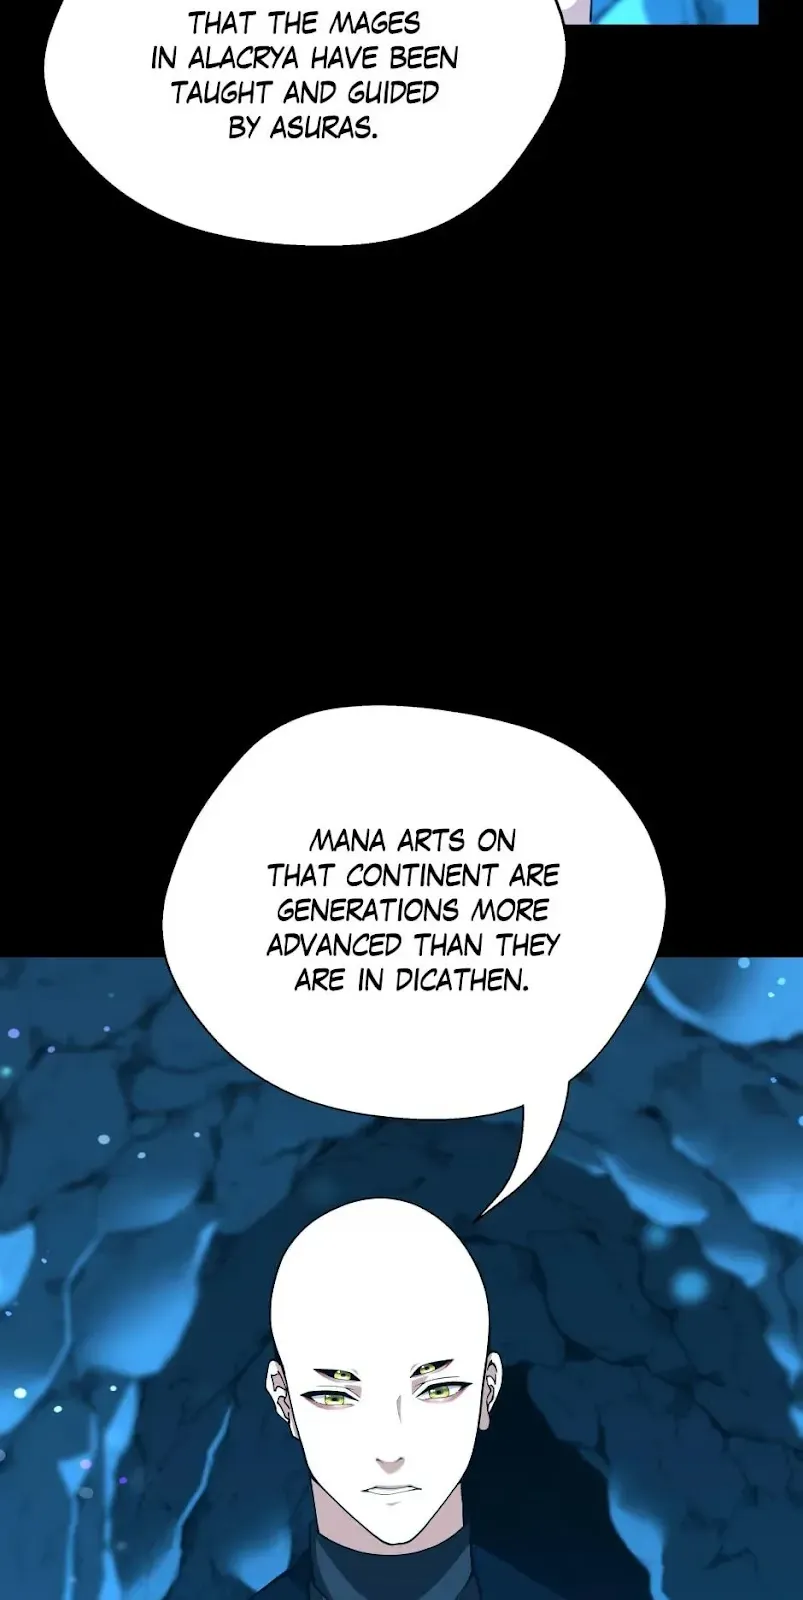 THAT THE MAGES
IN ALACRYA HAVE BEEN
TAUGHT AND GUIDED
BY ASURAS.
MANA ARTS ON
THAT CONTINENT ARE
GENERATIONS MORE
ADVANCED THAN THEY
ARE IN DICATHEN.